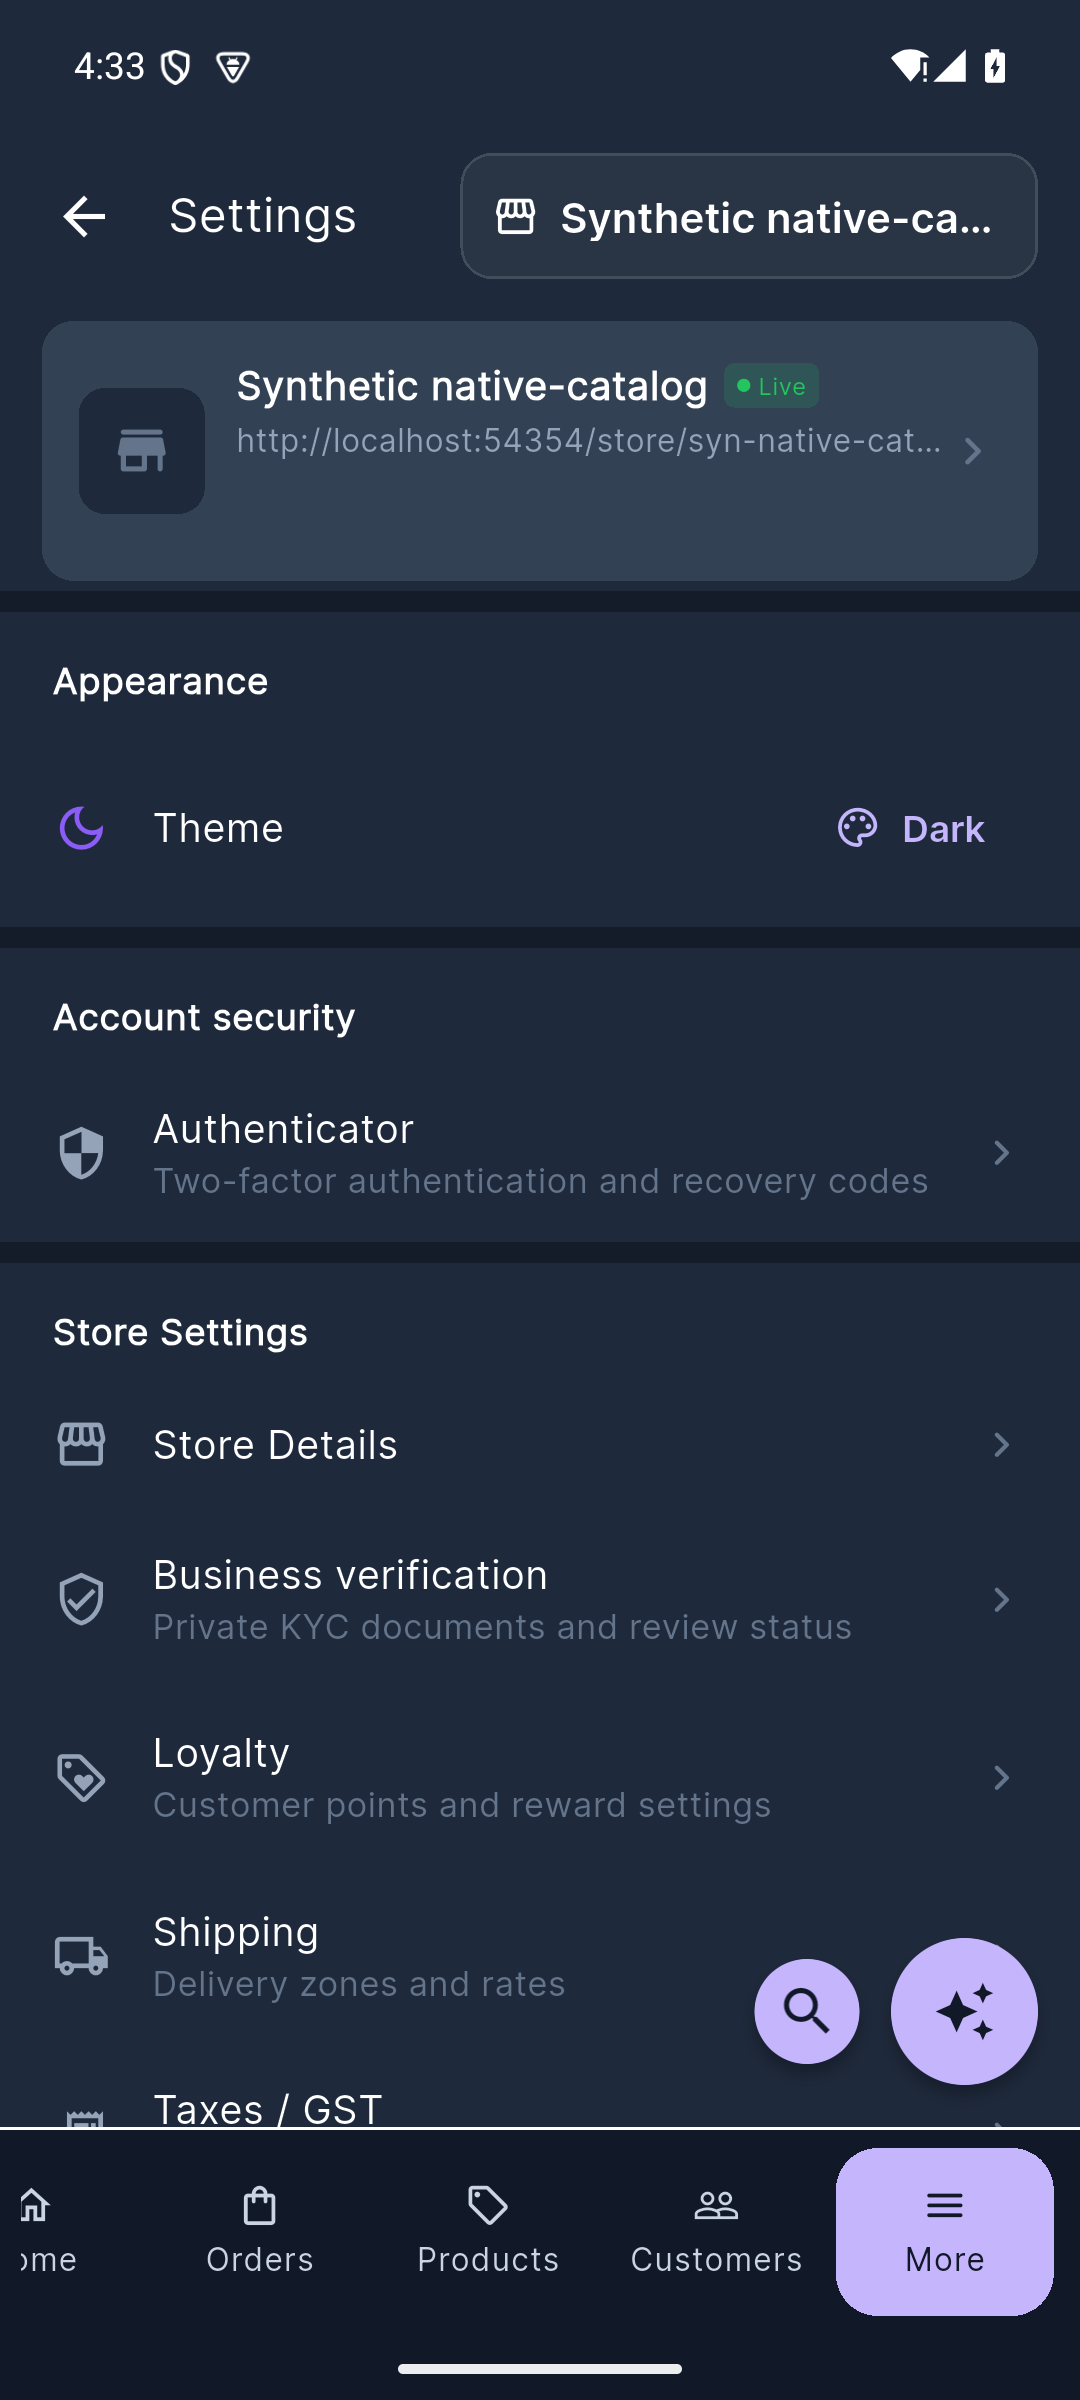 4:33
Settings
Synthetic native-ca...
Synthetic native-catalog
Live
http://localhost:54354/store/syn-native-cat...
Appearance
Theme
Dark
Account security
Authenticator
Two-factor authentication and recovery codes
Store Settings
Store Details
Business verification
Private KYC documents and review status
Loyalty
Customer points and reward settings
Shipping
Delivery zones and rates
Taxes / GST
ome
Orders
Products
Customers
More